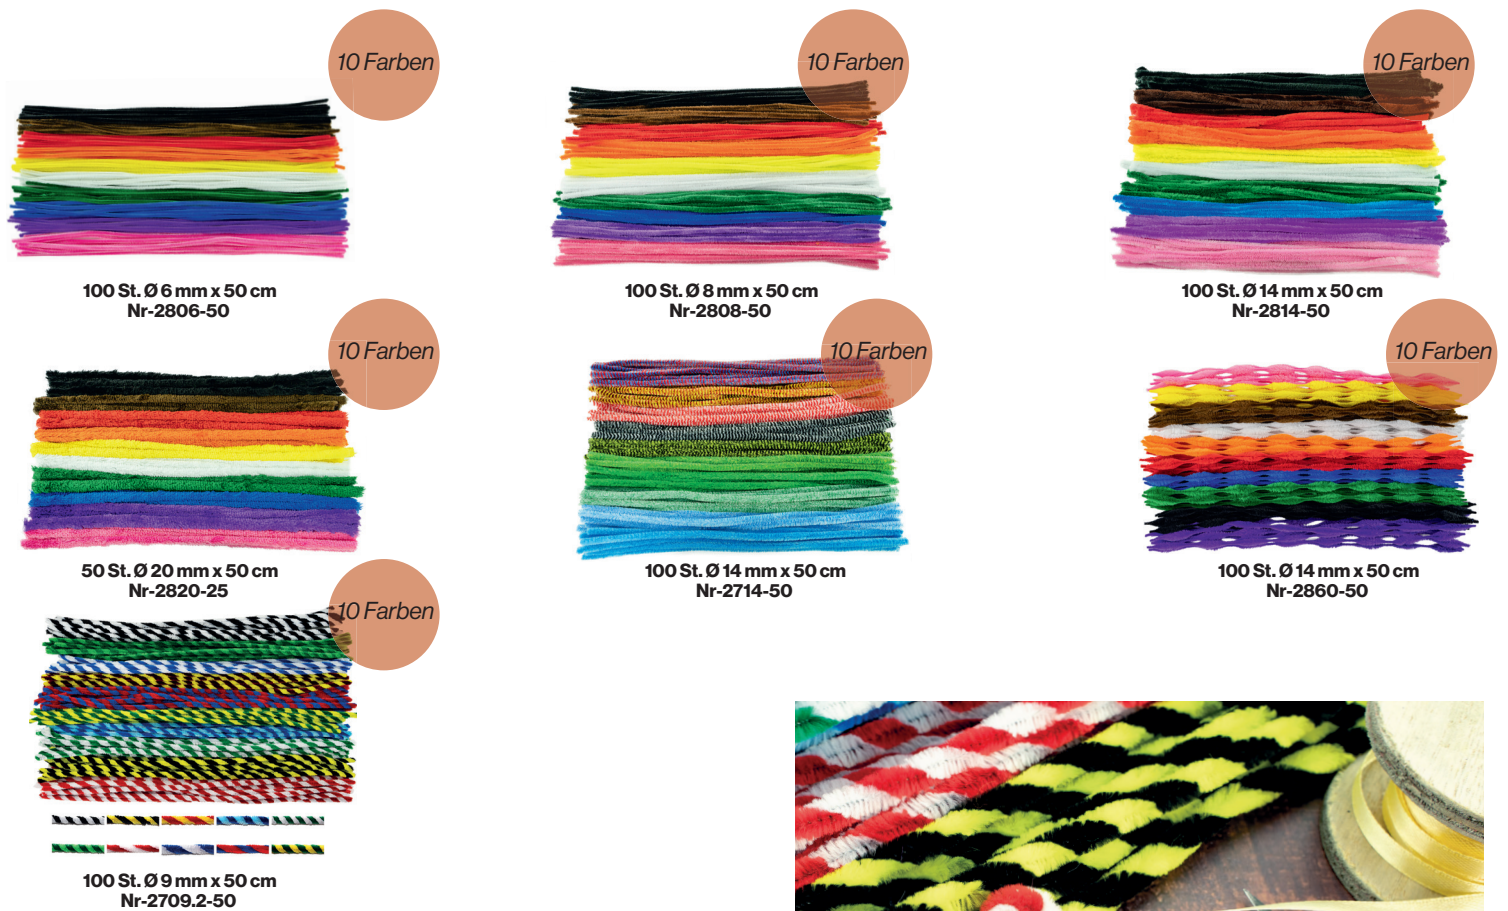 10 Farben
10 Farben
10 Farben
100 St. Ø 6 mm x 50 cm
Nr-2806-50
100 St. Ø 8 mm x 50 cm
Nr-2808-50
100 St. Ø 14 mm x 50 cm
Nr-2814-50
10 Farben
10 Farben
10 Farben
50 St. Ø 20 mm x 50 cm
Nr-2820-25
100 St. Ø 14 mm x 50 cm
Nr-2714-50
100 St. Ø 14 mm x 50 cm
Nr-2860-50
10 Farben
100 St. Ø 9 mm x 50 cm
Nr-2709.2-50